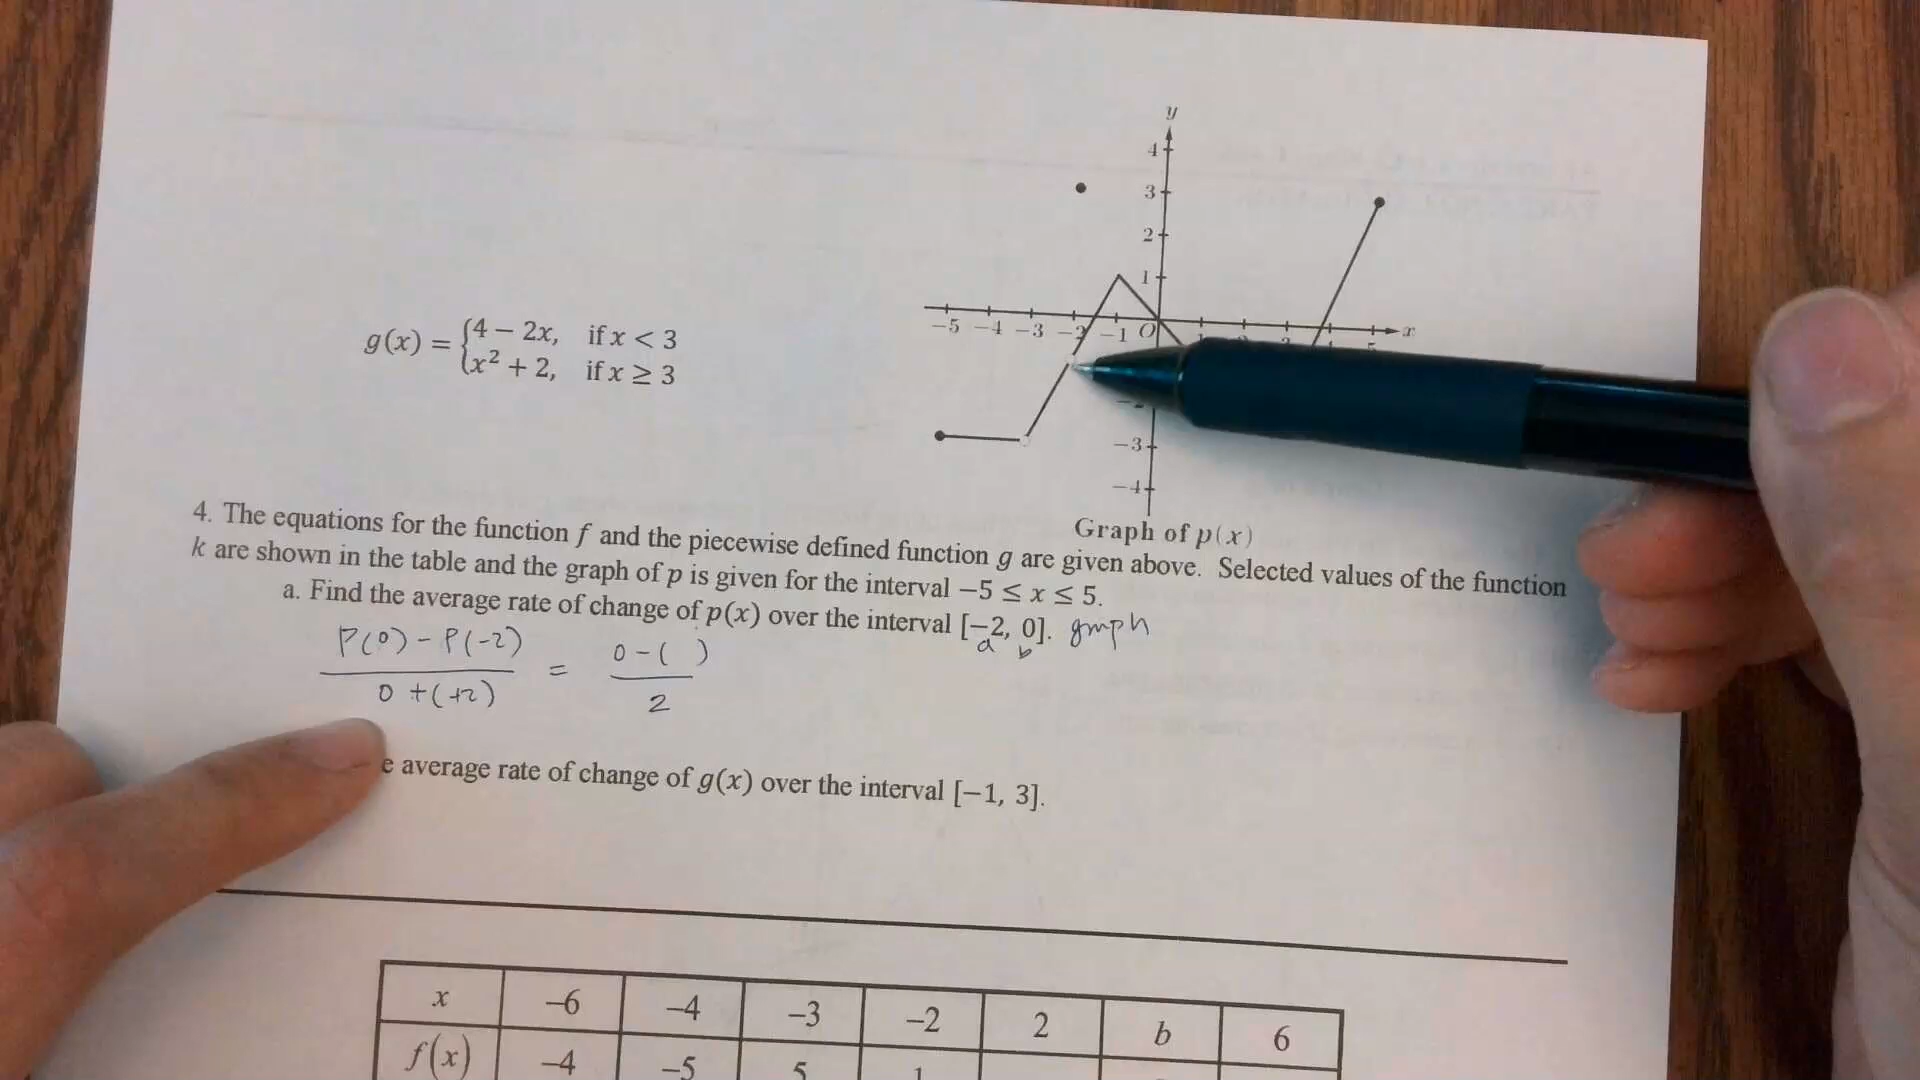 y
4
3
2
1
-5 -4 -3 -2 -1 O
x
-3
-4
g(x) = {4 − 2x, if x < 3
x² + 2, if x ≥ 3
Graph of p(x)
4. The equations for the function f and the piecewise defined function g are given above. Selected values of the function
k are shown in the table and the graph of p is given for the interval −5 ≤ x ≤ 5.
a. Find the average rate of change of p(x) over the interval [−2, 0]. graph
a b
P(0) - P(-2) = 0 - ( )
0 + (+2) 2
e average rate of change of g(x) over the interval [−1, 3].
x −6 −4 −3 −2 2 b 6
f(x) −4 −5 5 1